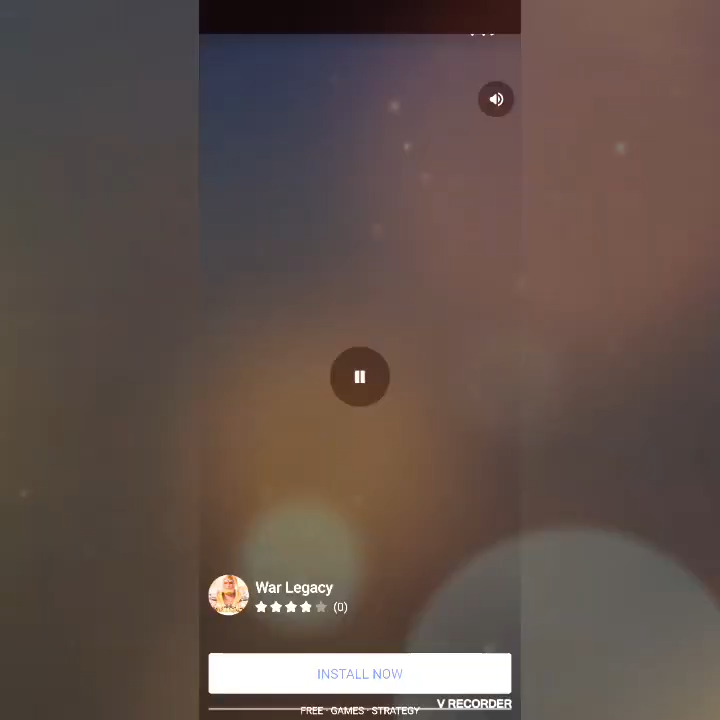 War Legacy
(0)
INSTALL NOW
V RECORDER
FREE · GAMES · STRATEGY